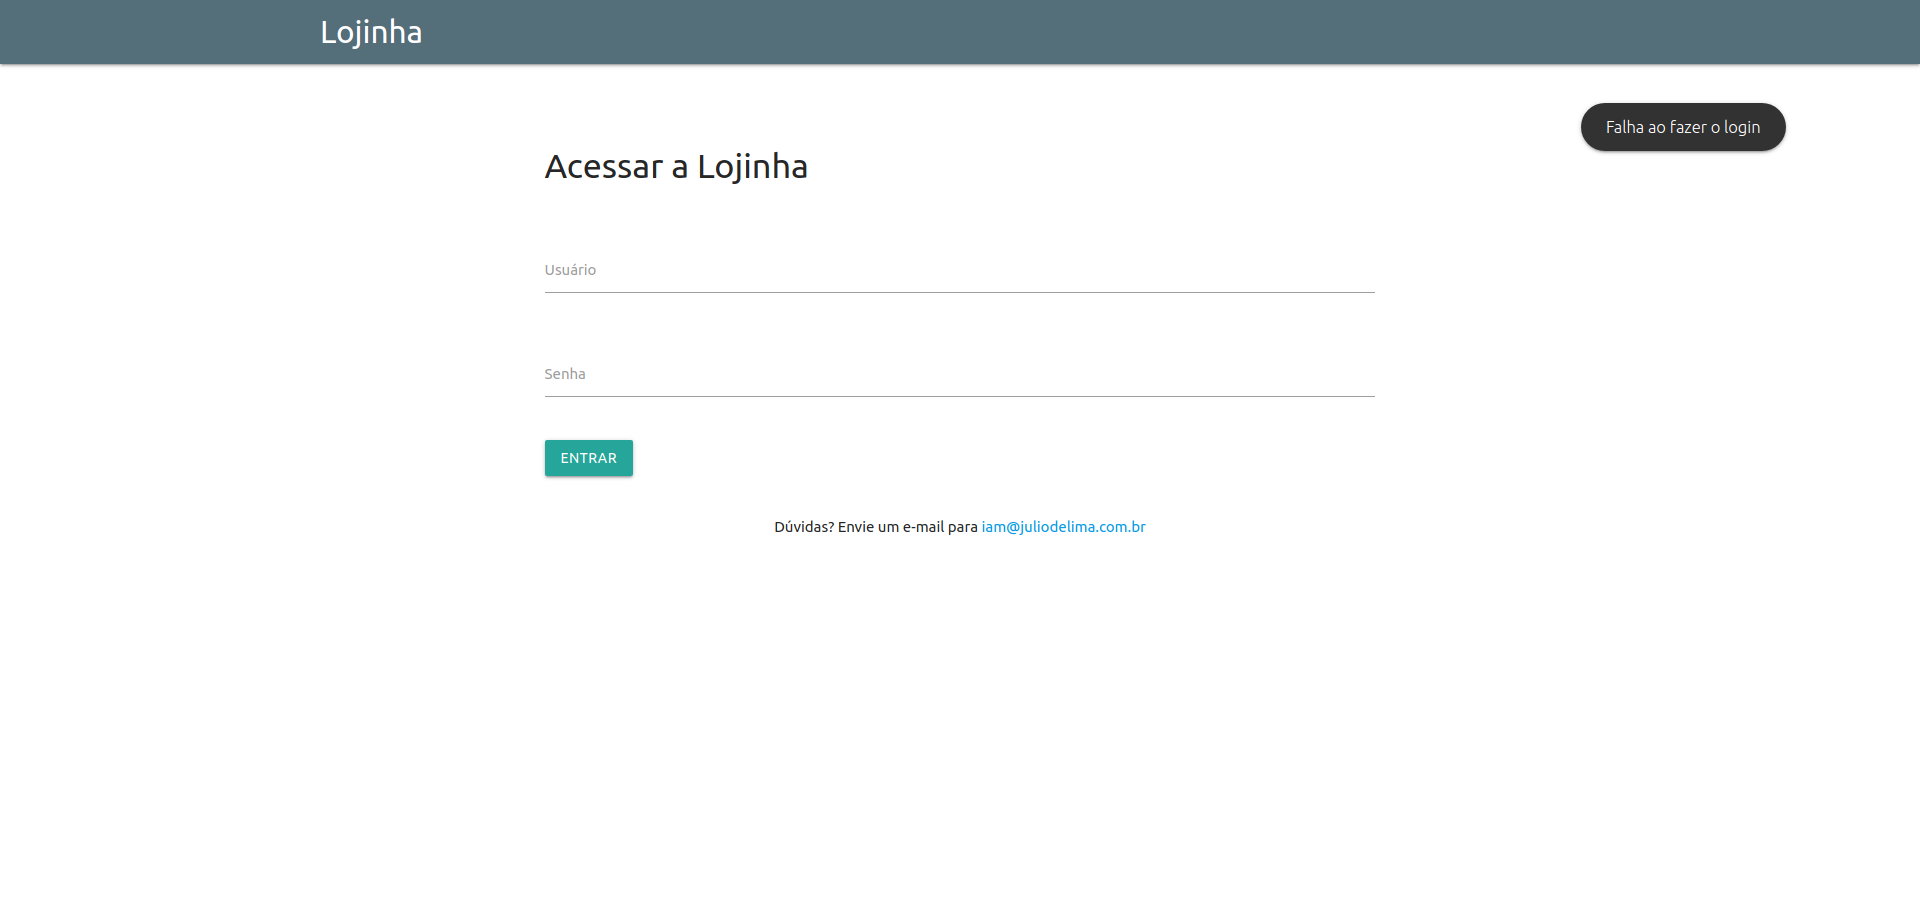 Lojinha
Falha ao fazer o login
Acessar a Lojinha
Usuário
Senha
ENTRAR
Dúvidas? Envie um e-mail para iam@juliodelima.com.br